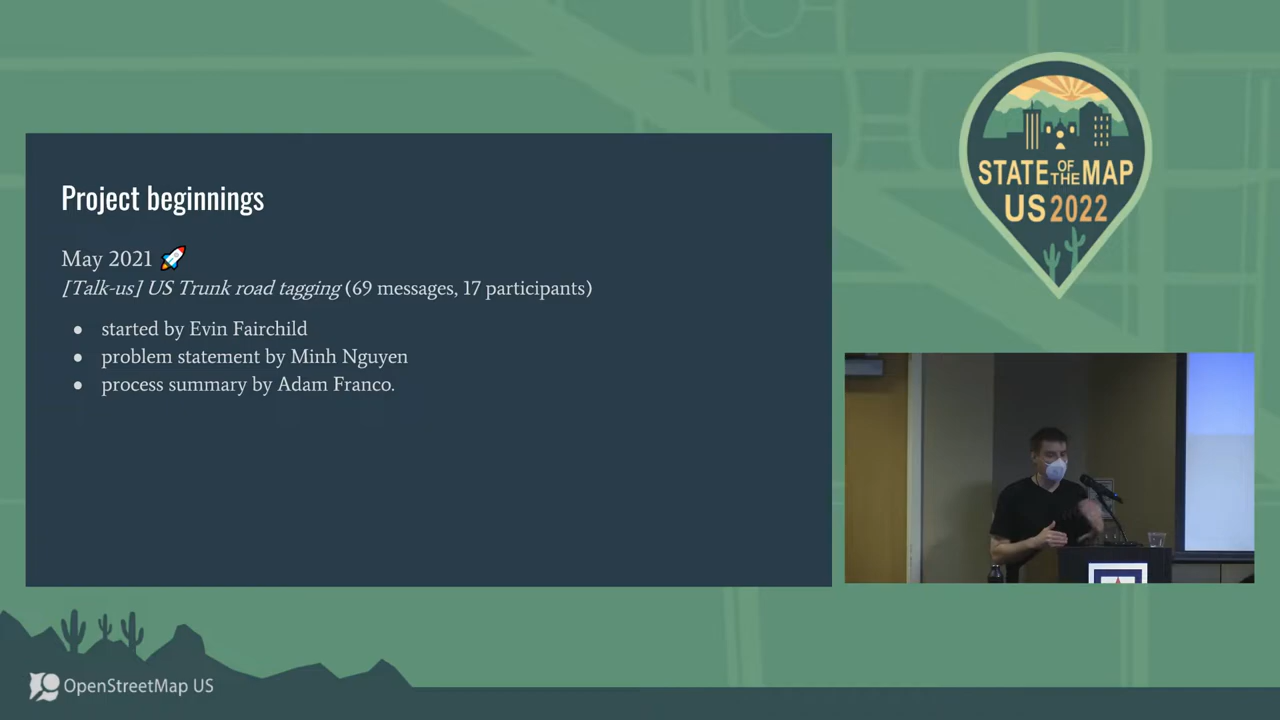 Project beginnings
May 2021 🚀
[Talk-us] US Trunk road tagging (69 messages, 17 participants)
● started by Evin Fairchild
● problem statement by Minh Nguyen
● process summary by Adam Franco.
STATE OF THE MAP
US 2022
OpenStreetMap US